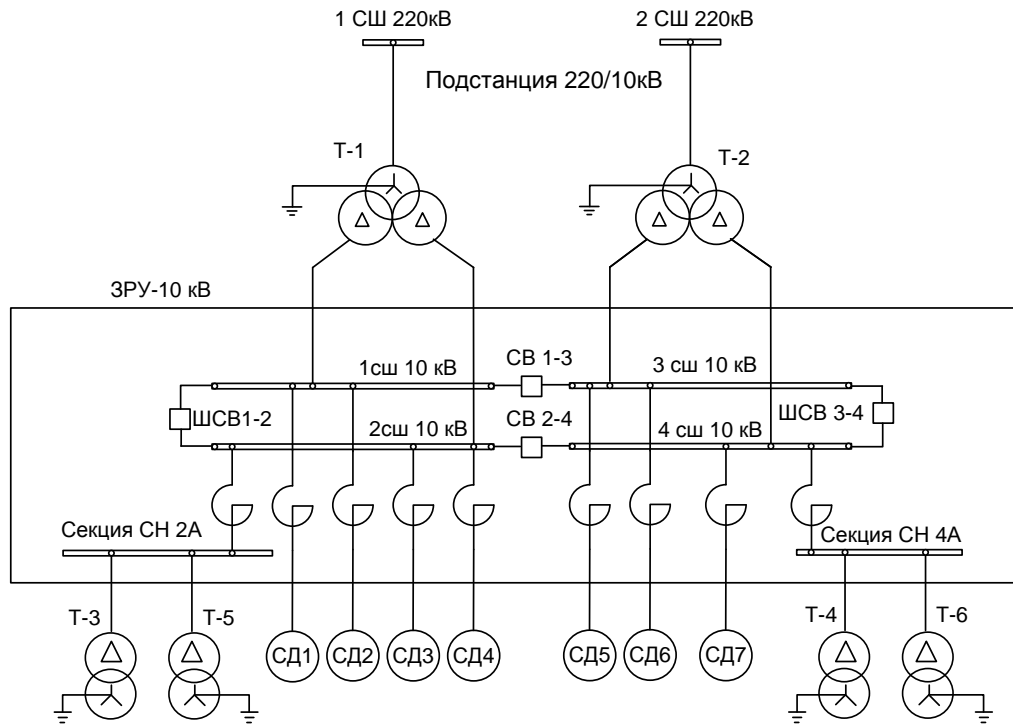 1 СШ 220кВ
2 СШ 220кВ
Подстанция 220/10кВ
Т-1
Т-2
ЗРУ-10 кВ
СВ 1-3
1сш 10 кВ
3 сш 10 кВ
ШСВ1-2
СВ 2-4
ШСВ 3-4
2сш 10 кВ
4 сш 10 кВ
Секция СН 2А
Секция СН 4А
Т-3
Т-5
Т-4
Т-6
СД1
СД2
СД3
СД4
СД5
СД6
СД7